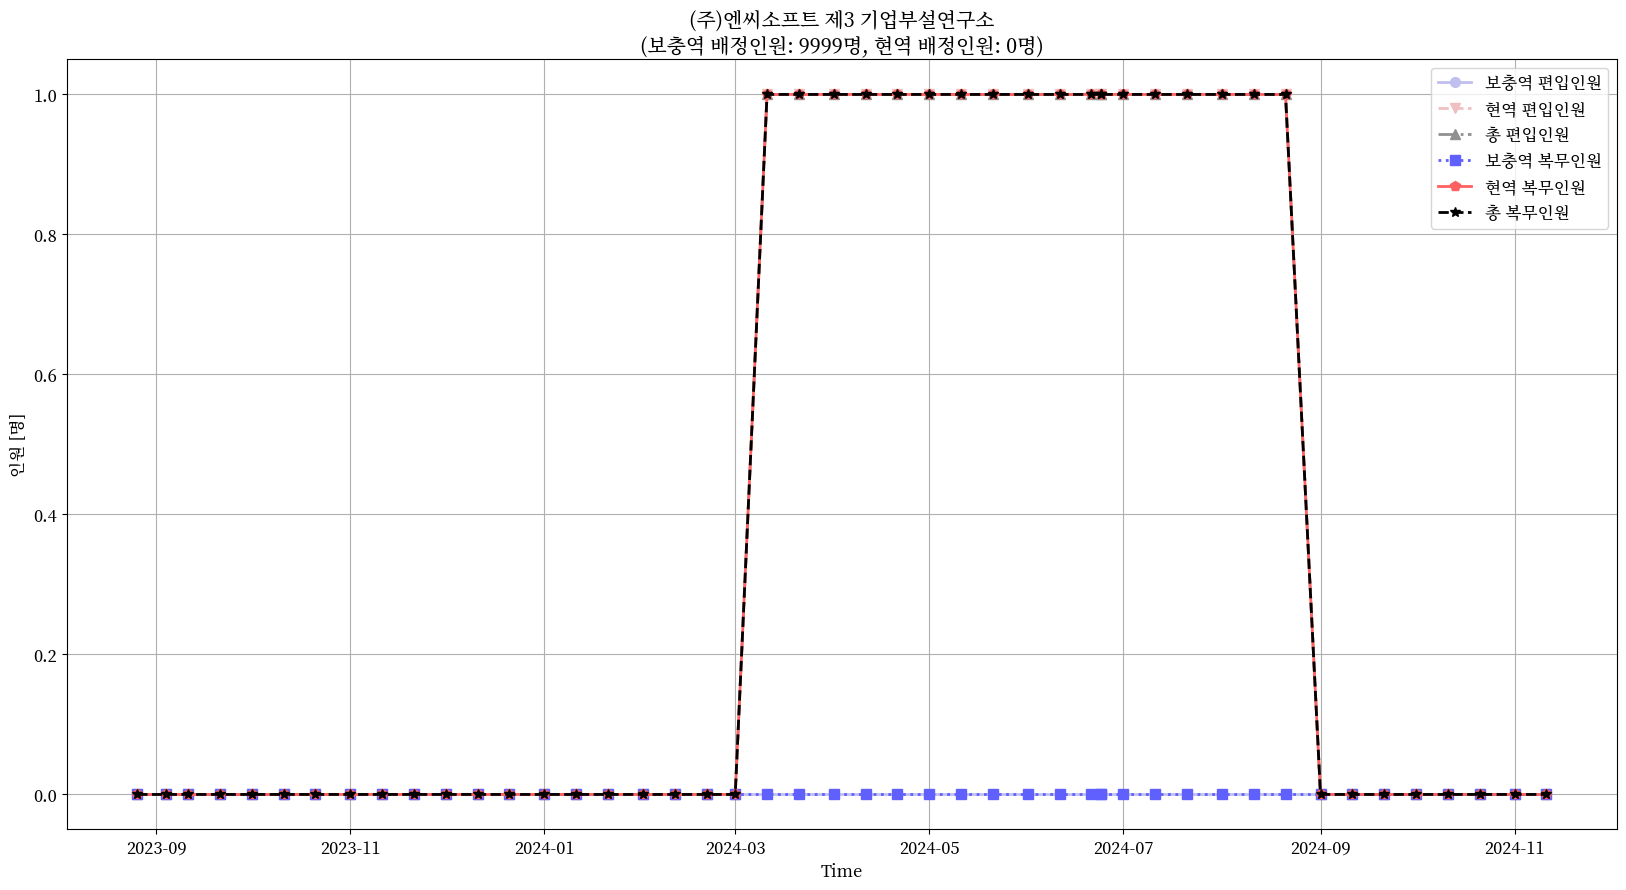 (주)엔씨소프트 제3 기업부설연구소
(보충역 배정인원: 9999명, 현역 배정인원: 0명)
보충역 편입인원
현역 편입인원
총 편입인원
보충역 복무인원
현역 복무인원
총 복무인원
1.0
0.8
0.6
0.4
0.2
0.0
인원 [명]
2023-09
2023-11
2024-01
2024-03
2024-05
2024-07
2024-09
2024-11
Time